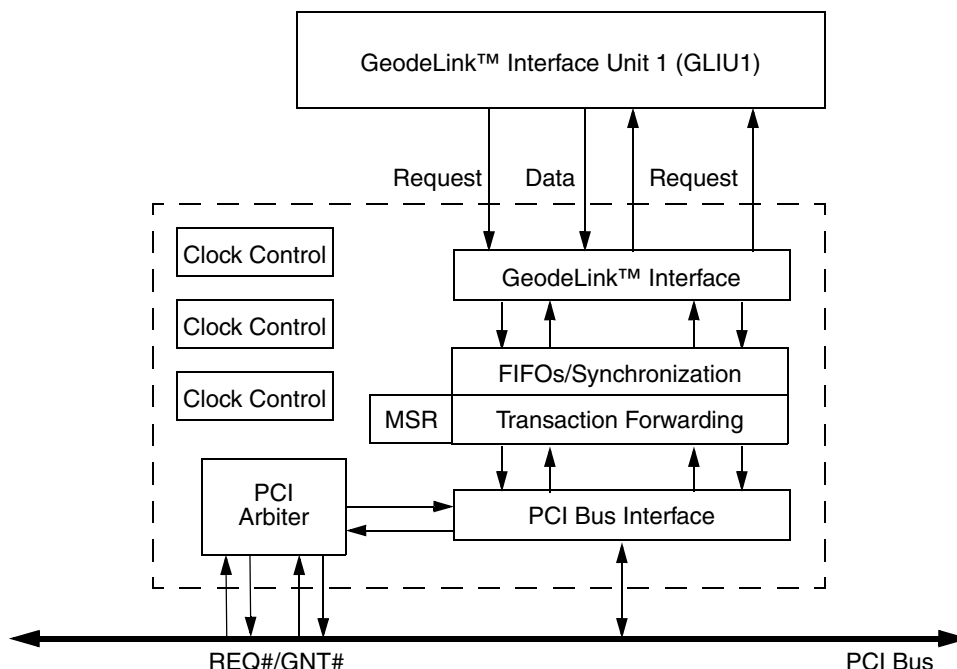 GeodeLink™ Interface Unit 1 (GLIU1)
Request
Data
Request
Clock Control
GeodeLink™ Interface
Clock Control
FIFOs/Synchronization
Clock Control
MSR
Transaction Forwarding
PCI
Arbiter
PCI Bus Interface
REQ#/GNT#
PCI Bus